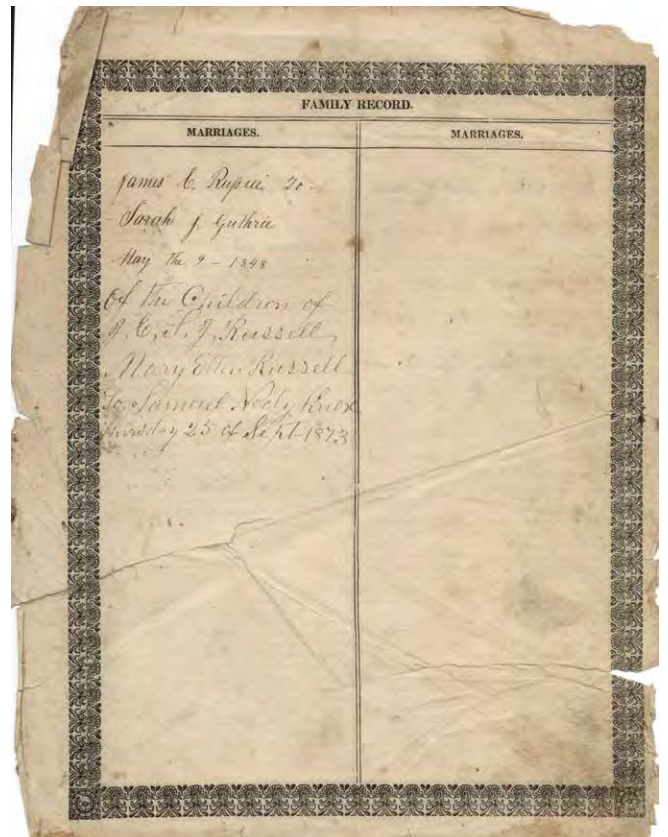 FAMILY RECORD.
MARRIAGES.
James C. Russell to
Sarah J. Guthrie
May the 9 - 1848
Of the Children of
J. C. & S. J. Russell
Mary Ellen Russell
To Samuel Neely Knox
Thursday 25 of Sept 1873
MARRIAGES.